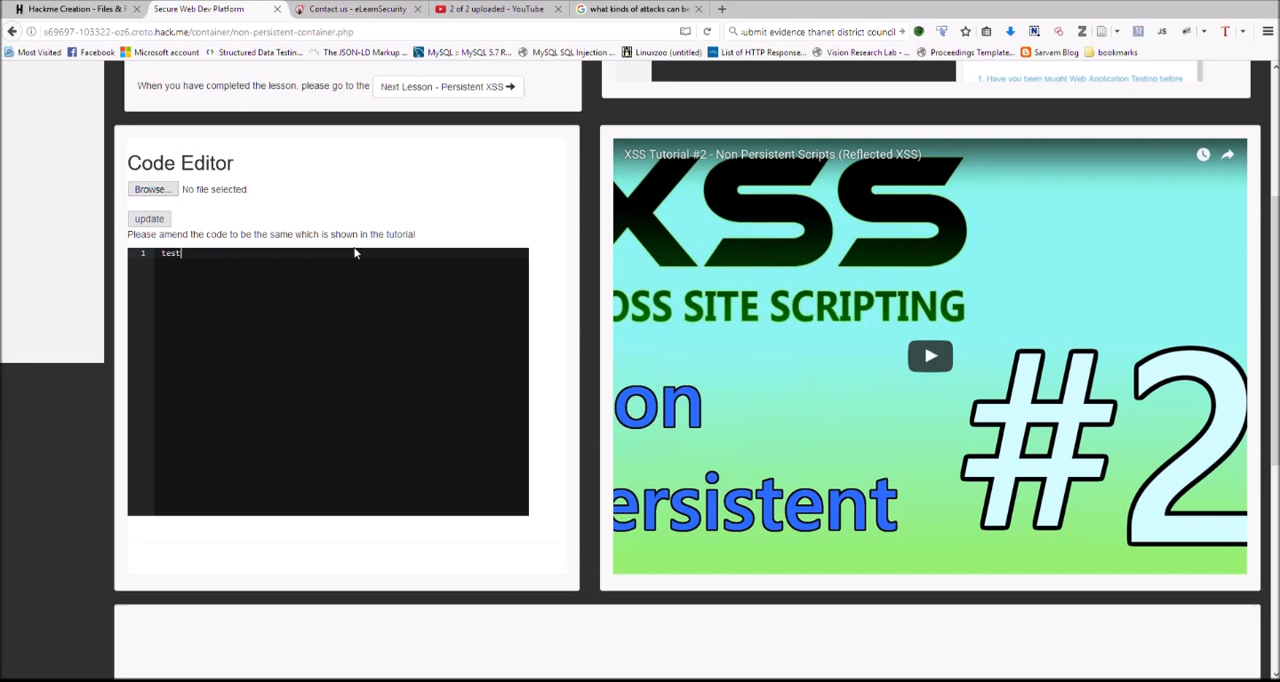 Hackme Creation - Files & F
Secure Web Dev Platform
Contact us - eLearnSecurity
2 of 2 uploaded - YouTube
what kinds of attacks can be
s69697-103322-oz6.croto.hack.me/container/non-persistent-container.php
submit evidence thanet district council
Most Visited
Facebook
Microsoft account
Structured Data Testin...
The JSON-LD Markup ...
MySQL :: MySQL 5.7 R...
MySQL SQL Injection ...
Linuxzoo (untitled)
List of HTTP Response...
Vision Research Lab - ...
Proceedings Template...
Sarvam Blog
bookmarks
When you have completed the lesson, please go to the
Next Lesson - Persistent XSS
1. Have you been taught Web Application Testing before.
Code Editor
Browse... No file selected.
update
Please amend the code to be the same which is shown in the tutorial
1 test
XSS Tutorial #2 - Non Persistent Scripts (Reflected XSS)
XSS
OSS SITE SCRIPTING
on
ersistent
#2